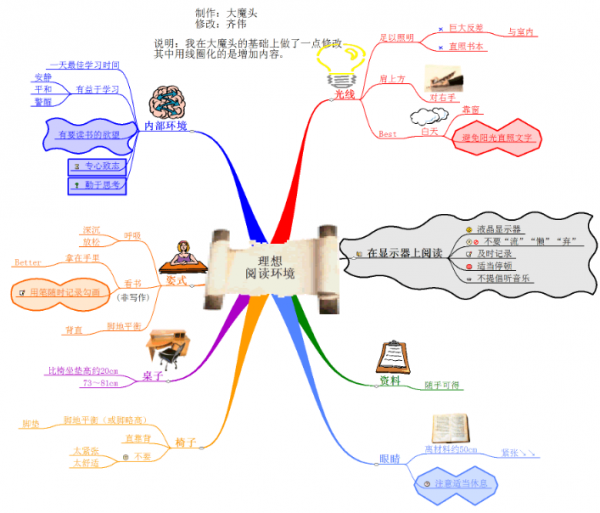 制作：大魔头
修改：齐伟
说明：我在大魔头的基础上做了一点修改
其中用线圈化的是增加内容。
理想
阅读环境
光线
足以照明
巨大反差
与室内
直照书本
肩上方
对右手
Best
白天
靠窗
避免阳光直照文字
在显示器上阅读
液晶显示器
不要“流”“懒”“弃”
及时记录
适当停顿
不提倡听音乐
资料
随手可得
眼睛
离材料约50cm
紧张↘↘
注意适当休息
内部环境
一天最佳学习时间
有益于学习
安静
平和
警醒
有要读书的欲望
专心致志
勤于思考
姿式
呼吸
深沉
放松
看书
(非写作)
拿在手里
Better
用笔随时记录勾画
脚地平衡
背直
桌子
比椅坐垫高约20cm
73～81cm
椅子
脚地平衡（或脚略高）
脚垫
直靠背
不要
太紧张
太舒适